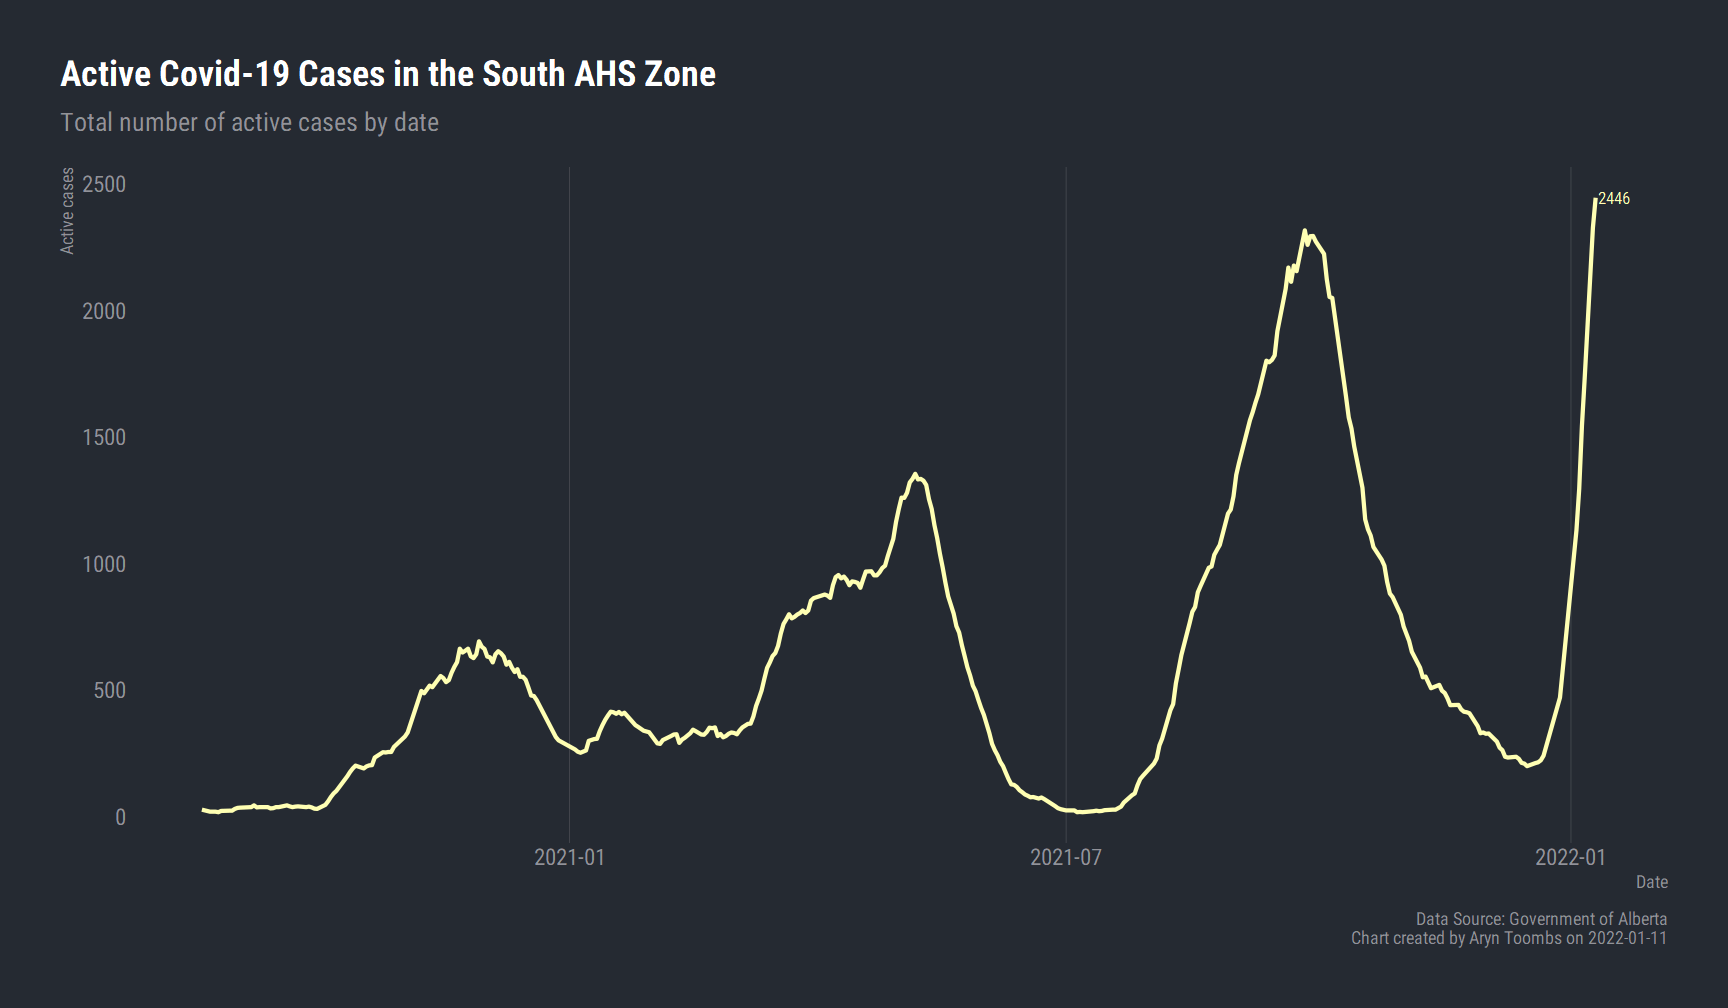 Active Covid-19 Cases in the South AHS Zone
Total number of active cases by date
Active cases
2500
2000
1500
1000
500
0
2446
2021-01
2021-07
2022-01
Date
Data Source: Government of Alberta
Chart created by Aryn Toombs on 2022-01-11